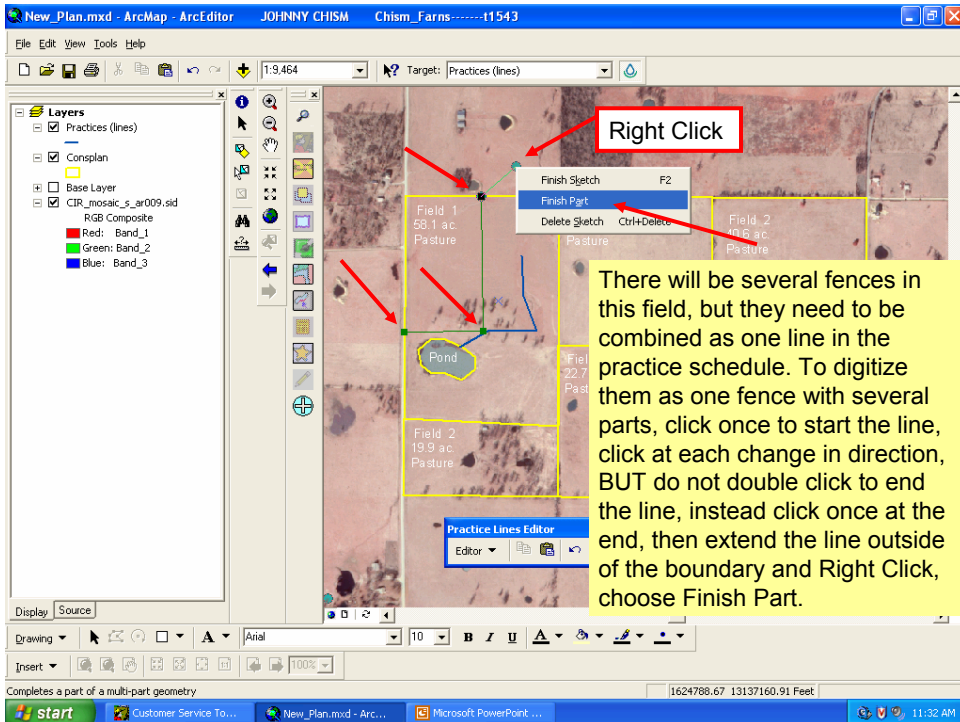 New_Plan.mxd - ArcMap - ArcEditor JOHNNY CHISM Chism_Farns-------t1543
File Edit View Tools Help
1:9,464
Target: Practices (lines)
Layers
Practices (lines)
Consplan
Base Layer
CIR_mosaic_s_ar009.sid
RGB Composite
Red: Band_1
Green: Band_2
Blue: Band_3
Right Click
Finish Sketch F2
Finish Part
Delete Sketch Ctrl+Delete
Field 1
58.1 ac.
Pasture
Pasture
Field 2
40.6 ac.
Pasture
Pond
Field 2
19.9 ac.
Pasture
There will be several fences in
this field, but they need to be
combined as one line in the
practice schedule. To digitize
them as one fence with several
parts, click once to start the line,
click at each change in direction,
BUT do not double click to end
the line, instead click once at the
end, then extend the line outside
of the boundary and Right Click,
choose Finish Part.
Practice Lines Editor
Editor
Display Source
Drawing A Arial 10 B I U A
Insert 100%
Completes a part of a multi-part geometry 1624788.67 13137160.91 Feet
start Customer Service To... New_Plan.mxd - Arc... Microsoft PowerPoint ... 11:32 AM